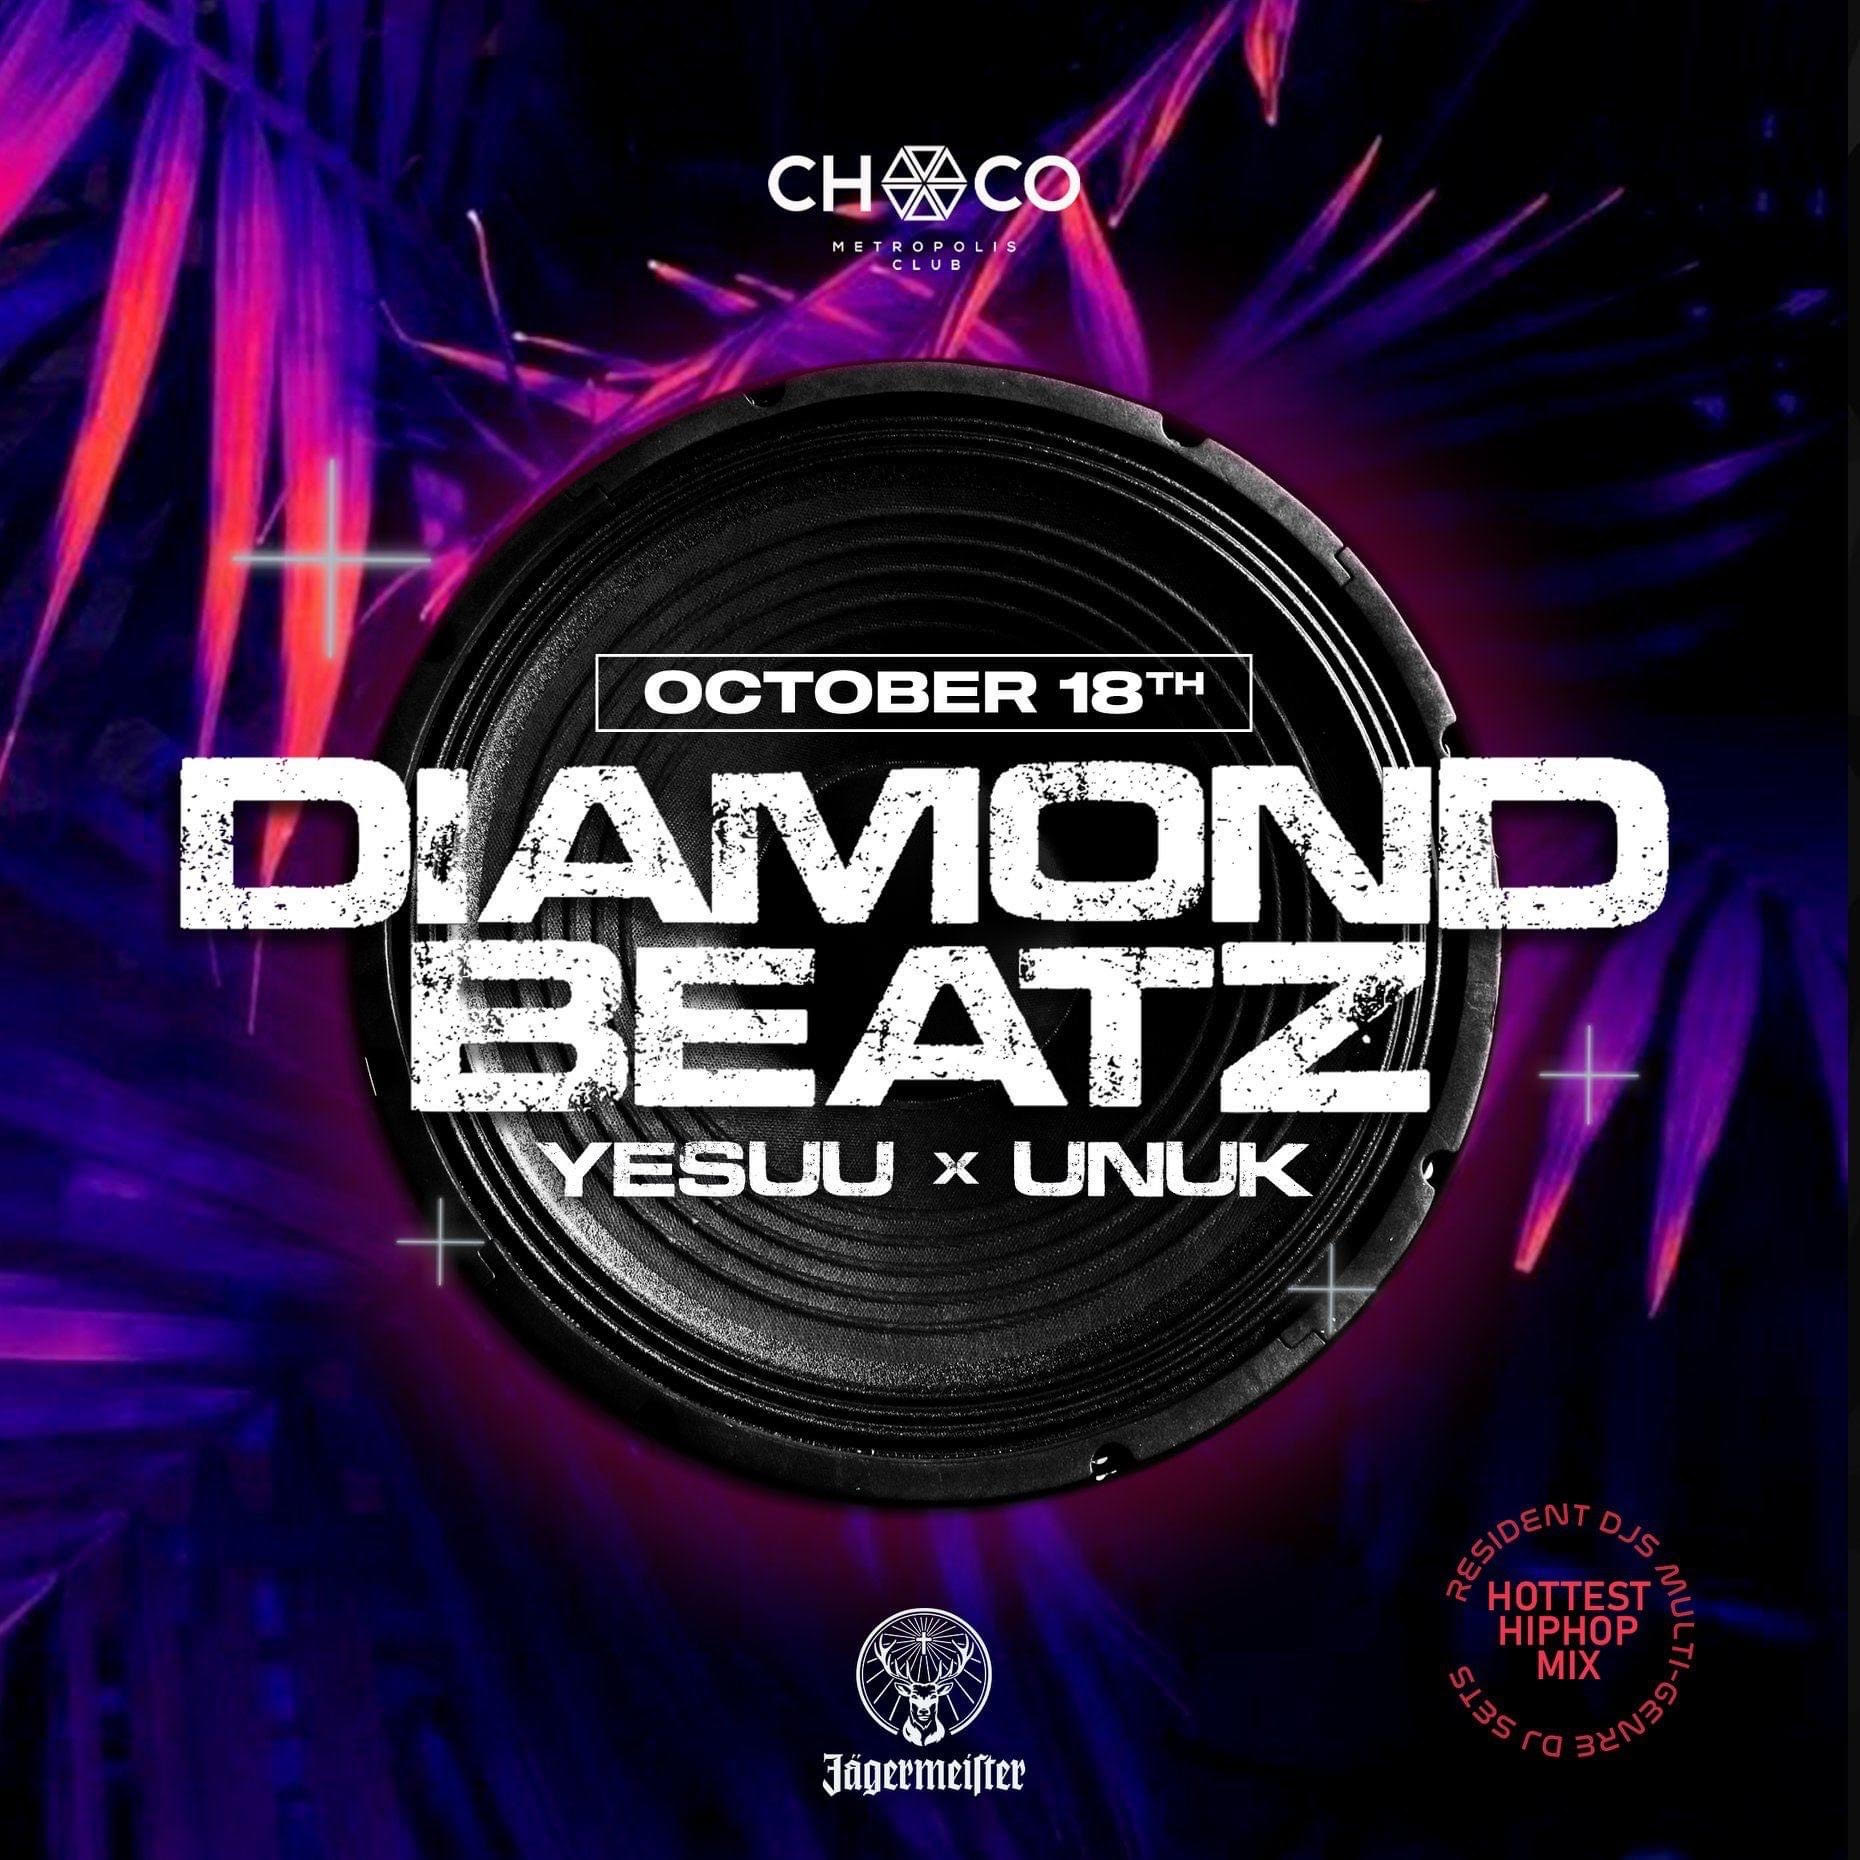 CHOCO
METROPOLIS
CLUB
OCTOBER 18TH
DIAMOND
BEATZ
YESUU x UNUK
RESIDENT DJS MULTI-GENRE DJ SETS
HOTTEST
HIPHOP
MIX
Jägermeiſter